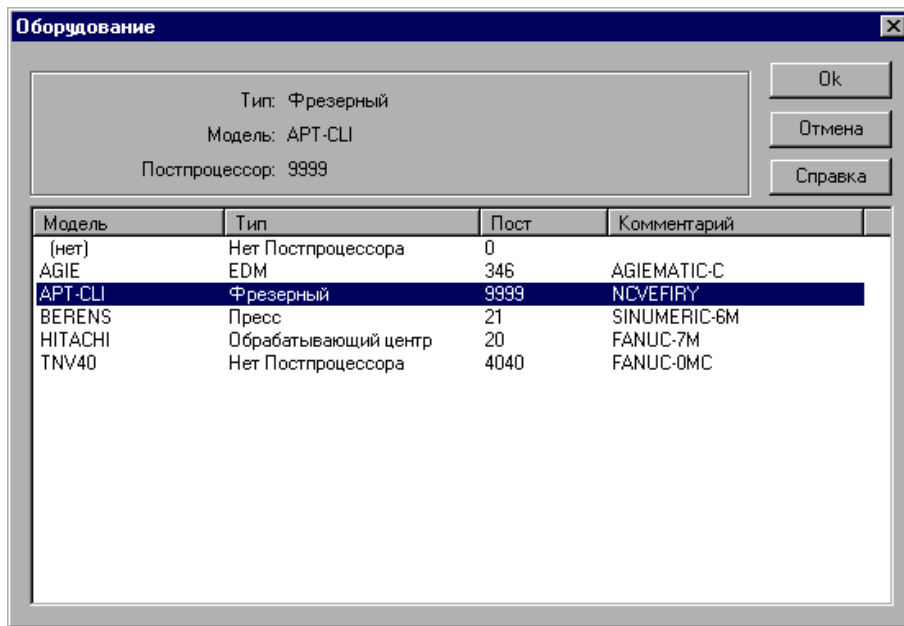 Оборудование
Тип: Фрезерный
Модель: APT-CLI
Постпроцессор: 9999
Ok
Отмена
Справка
Модель Тип Пост Комментарий
(нет) Нет Постпроцессора 0
AGIE EDM 346 AGIEMATIC-C
APT-CLI Фрезерный 9999 NCVEFIRY
BERENS Пресс 21 SINUMERIC-6M
HITACHI Обрабатывающий центр 20 FANUC-7M
TNV40 Нет Постпроцессора 4040 FANUC-0MC